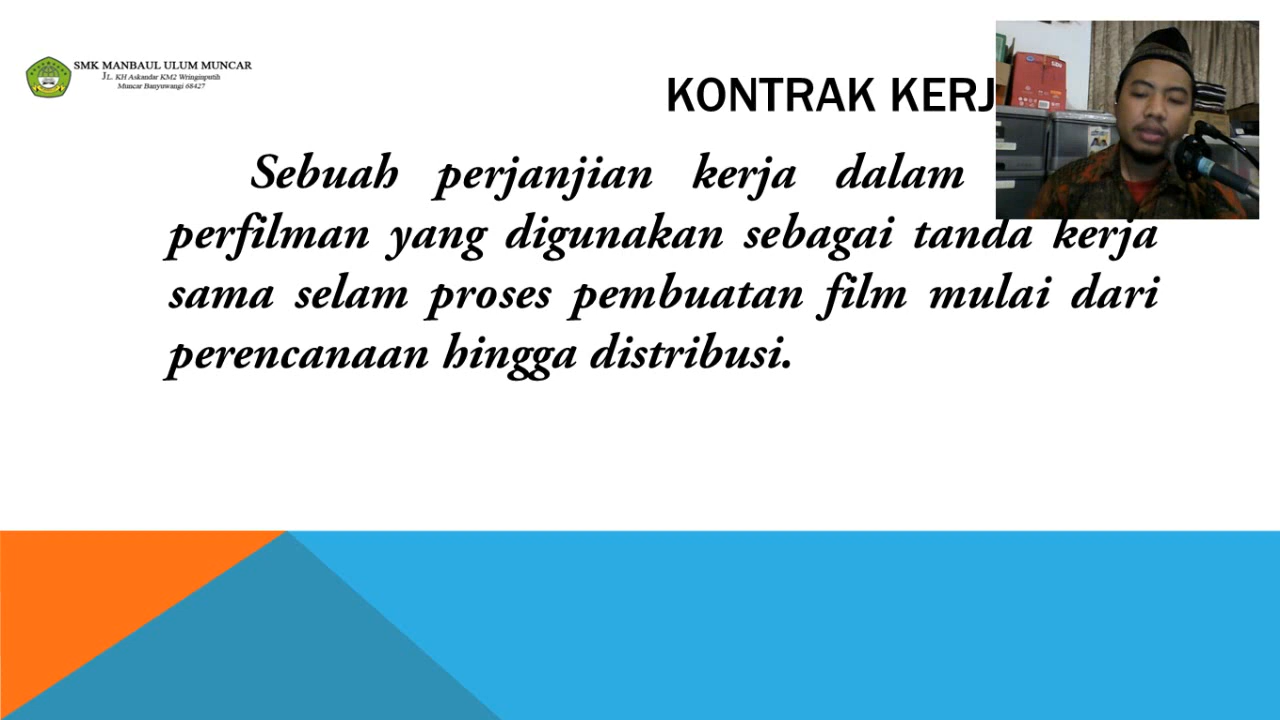 SMK MANBAUL ULUM MUNCAR
JL. KH Askandar KM2 Wringinputih
Muncar Banyuwangi 68427
KONTRAK KERJ
Sebuah perjanjian kerja dalam
perfilman yang digunakan sebagai tanda kerja
sama selam proses pembuatan film mulai dari
perencanaan hingga distribusi.